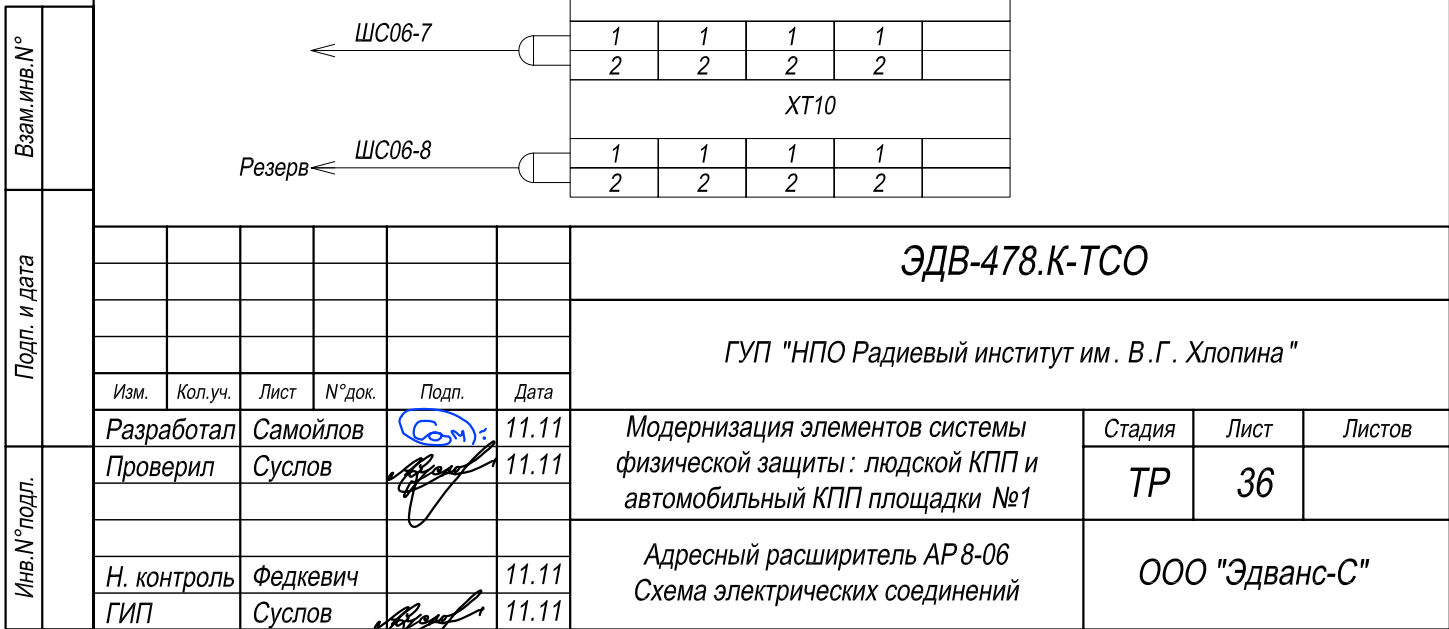 Взам.инв.N°
Подп. и дата
Инв.N°подп.
ШС06-7
1 1 1 1
2 2 2 2
XT10
Резерв ШС06-8
1 1 1 1
2 2 2 2
ЭДВ-478.К-ТСО
ГУП "НПО Радиевый институт им. В.Г. Хлопина"
Изм. Кол.уч. Лист N°док. Подп. Дата
Разработал Самойлов 11.11
Проверил Суслов 11.11
Н. контроль Федкевич 11.11
ГИП Суслов 11.11
Модернизация элементов системы
физической защиты: людской КПП и
автомобильный КПП площадки №1
Стадия Лист Листов
ТР 36
Адресный расширитель АР8-06
Схема электрических соединений
ООО "Эдванс-С"